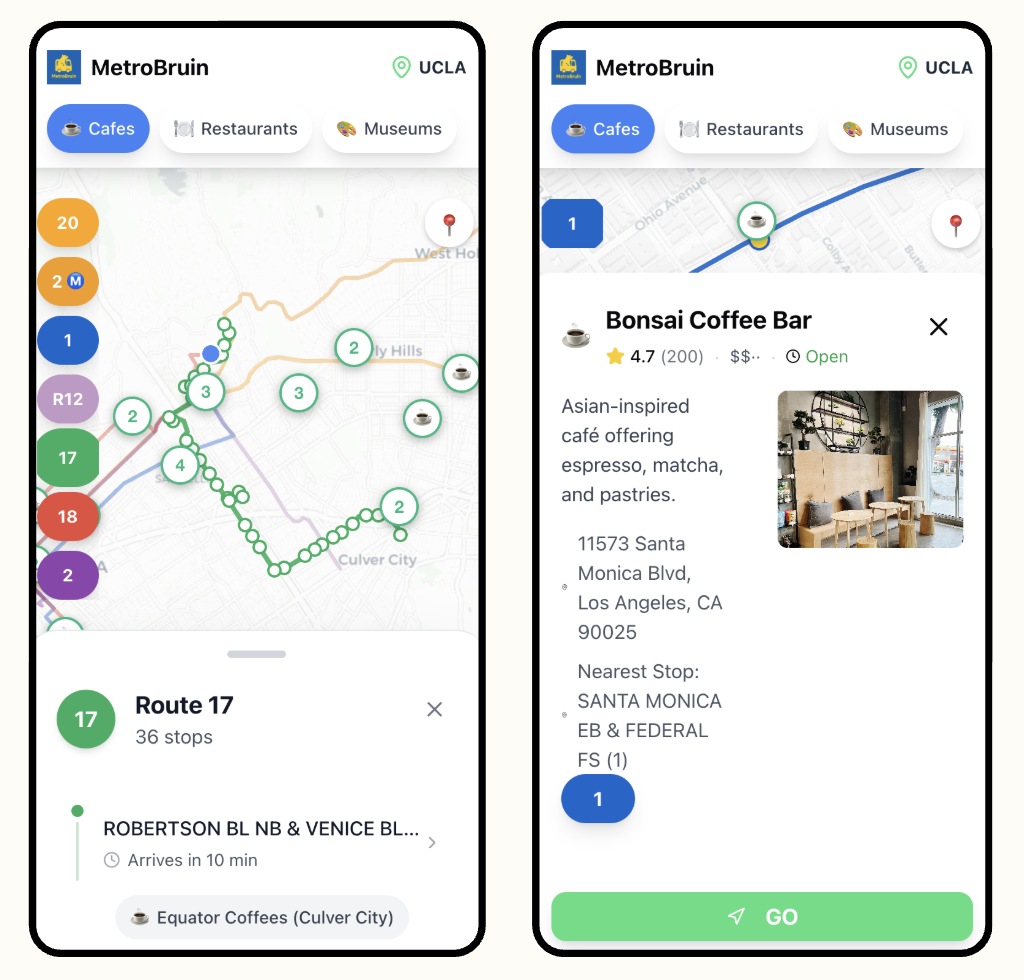 MetroBruin
UCLA
Cafes
Restaurants
Museums
20
2 M
1
R12
17
18
2
West Hol
ly Hills
2
3
3
2
4
2
Culver City
A
17
Route 17
36 stops
ROBERTSON BL NB & VENICE BL...
Arrives in 10 min
Equator Coffees (Culver City)
MetroBruin
UCLA
Cafes
Restaurants
Museums
1
Ohio Avenue
Colby A
Butler
Bonsai Coffee Bar
4.7 (200) · $$·· · Open
Asian-inspired
café offering
espresso, matcha,
and pastries.
11573 Santa
Monica Blvd,
Los Angeles, CA
90025
Nearest Stop:
SANTA MONICA
EB & FEDERAL
FS (1)
1
GO